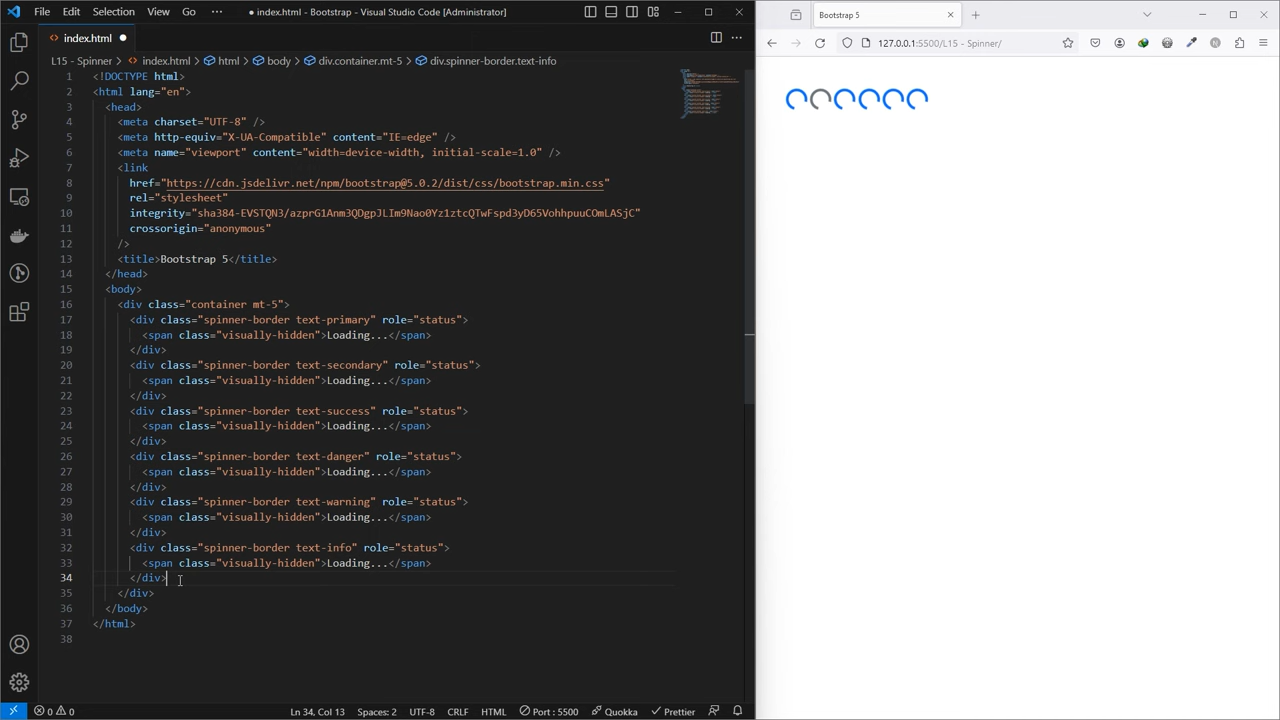 File Edit Selection View Go ● index.html - Bootstrap - Visual Studio Code [Administrator]
index.html ●
L15 - Spinner > index.html > html > body > div.container.mt-5 > div.spinner-border.text-info
1 <!DOCTYPE html>
2 <html lang="en">
3 <head>
4 <meta charset="UTF-8" />
5 <meta http-equiv="X-UA-Compatible" content="IE=edge" />
6 <meta name="viewport" content="width=device-width, initial-scale=1.0" />
7 <link
8 href="https://cdn.jsdelivr.net/npm/bootstrap@5.0.2/dist/css/bootstrap.min.css"
9 rel="stylesheet"
10 integrity="sha384-EVSTQN3/azprG1Anm3QDgpJLIm9Nao0Yz1ztcQTwFspd3yD65VohhpuuCOmLASjC"
11 crossorigin="anonymous"
12 />
13 <title>Bootstrap 5</title>
14 </head>
15 <body>
16 <div class="container mt-5">
17 <div class="spinner-border text-primary" role="status">
18 <span class="visually-hidden">Loading...</span>
19 </div>
20 <div class="spinner-border text-secondary" role="status">
21 <span class="visually-hidden">Loading...</span>
22 </div>
23 <div class="spinner-border text-success" role="status">
24 <span class="visually-hidden">Loading...</span>
25 </div>
26 <div class="spinner-border text-danger" role="status">
27 <span class="visually-hidden">Loading...</span>
28 </div>
29 <div class="spinner-border text-warning" role="status">
30 <span class="visually-hidden">Loading...</span>
31 </div>
32 <div class="spinner-border text-info" role="status">
33 <span class="visually-hidden">Loading...</span>
34 </div>
35 </div>
36 </body>
37 </html>
38
0 0 Ln 34, Col 13 Spaces: 2 UTF-8 CRLF HTML Port : 5500 Quokka Prettier
Bootstrap 5
127.0.0.1:5500/L15 - Spinner/